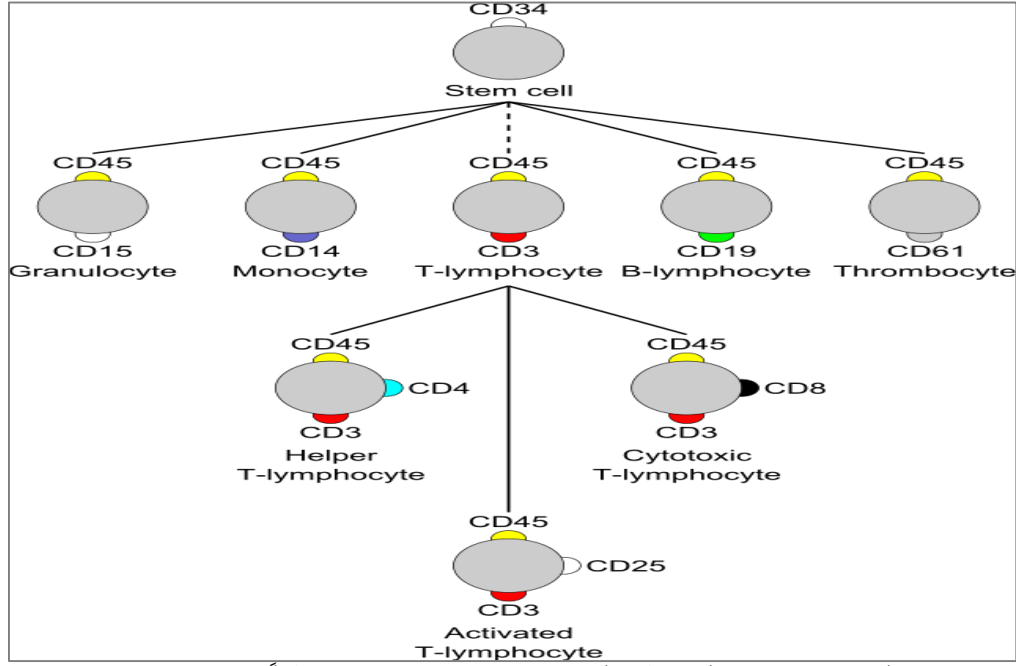 CD34
Stem cell
CD45 CD45 CD45 CD45 CD45
CD15 CD14 CD3 CD19 CD61
Granulocyte Monocyte T-lymphocyte B-lymphocyte Thrombocyte
CD45 CD45
CD4 CD8
CD3 CD3
Helper Cytotoxic
T-lymphocyte T-lymphocyte
CD45
CD25
CD3
Activated
T-lymphocyte